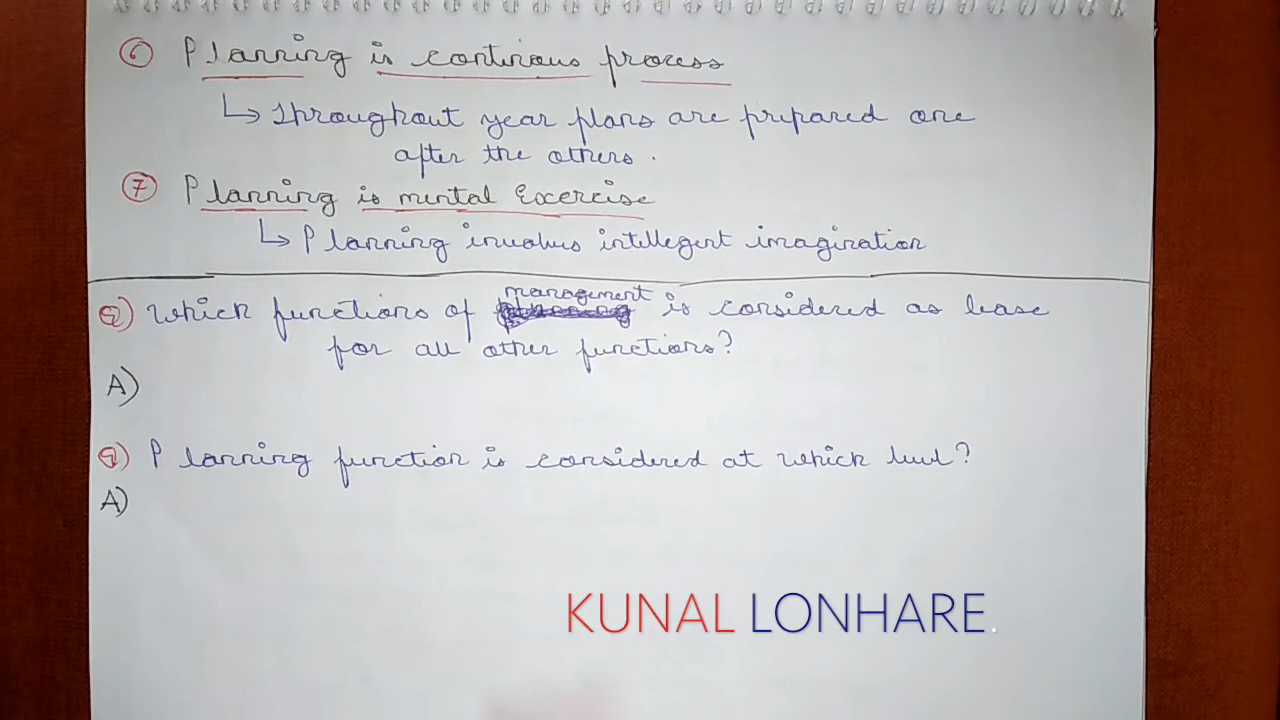 ⑥ Planning is continous process
↳ Throughout year plans are prepared one
after the others.
⑦ Planning is mental Exercise
↳ Planning involves intellegent imagination
Q) Which functions of management is considered as base
for all other functions?
A)
Q) Planning function is considered at which level?
A)
KUNAL LONHARE.